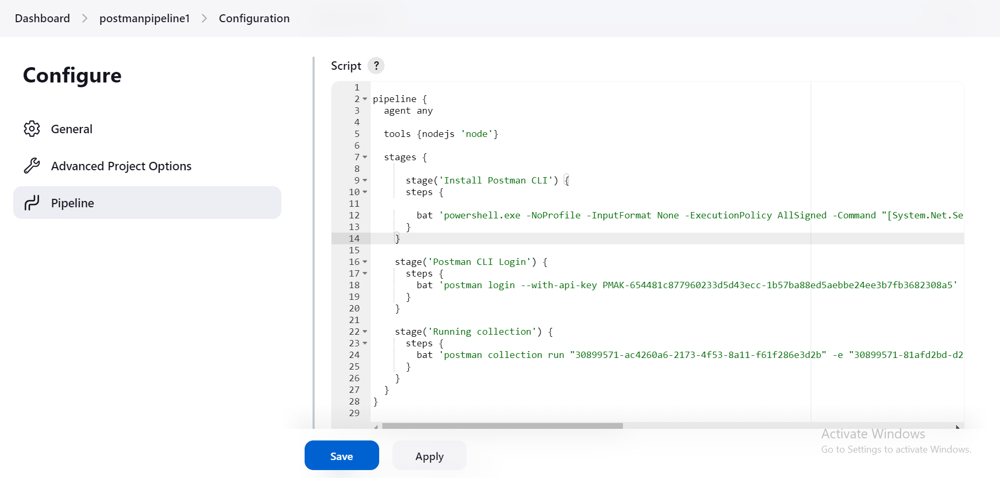 Dashboard > postmanpipeline1 > Configuration
Configure
General
Advanced Project Options
Pipeline
Script ?
1
2 pipeline {
3 agent any
4
5 tools {nodejs 'node'}
6
7 stages {
8
9 stage('Install Postman CLI') {
10 steps {
11
12 bat 'powershell.exe -NoProfile -InputFormat None -ExecutionPolicy AllSigned -Command "[System.Net.Se
13 }
14 }
15
16 stage('Postman CLI Login') {
17 steps {
18 bat 'postman login --with-api-key PMAK-654481c877960233d5d43ecc-1b57ba88ed5aebbe24ee3b7fb3682308a5'
19 }
20 }
21
22 stage('Running collection') {
23 steps {
24 bat 'postman collection run "30899571-ac4260a6-2173-4f53-8a11-f61f286e3d2b" -e "30899571-81afd2bd-d2
25 }
26 }
27 }
28 }
29
Save
Apply
Activate Windows
Go to Settings to activate Windows.